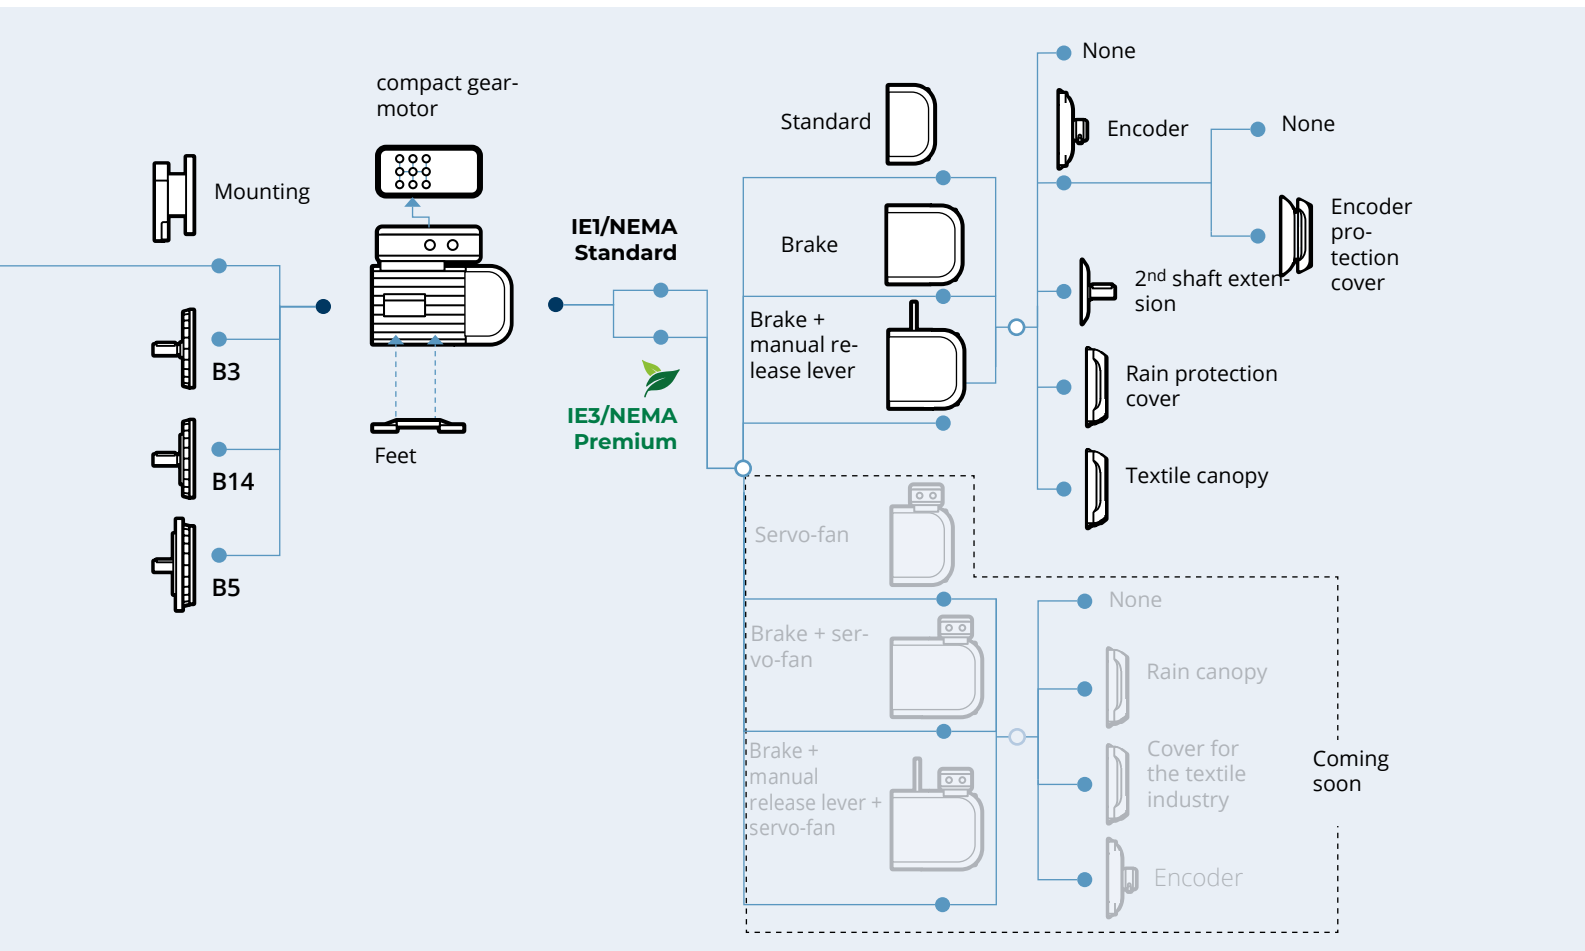 compact gear-
motor
Mounting
B3
B14
B5
Feet
IE1/NEMA
Standard
IE3/NEMA
Premium
Standard
Brake
Brake +
manual re-
lease lever
None
Encoder
None
Encoder
pro-
tection
cover
2nd shaft exten-
sion
Rain protection
cover
Textile canopy
Servo-fan
Brake + ser-
vo-fan
Brake +
manual
release lever +
servo-fan
None
Rain canopy
Cover for
the textile
industry
Encoder
Coming
soon